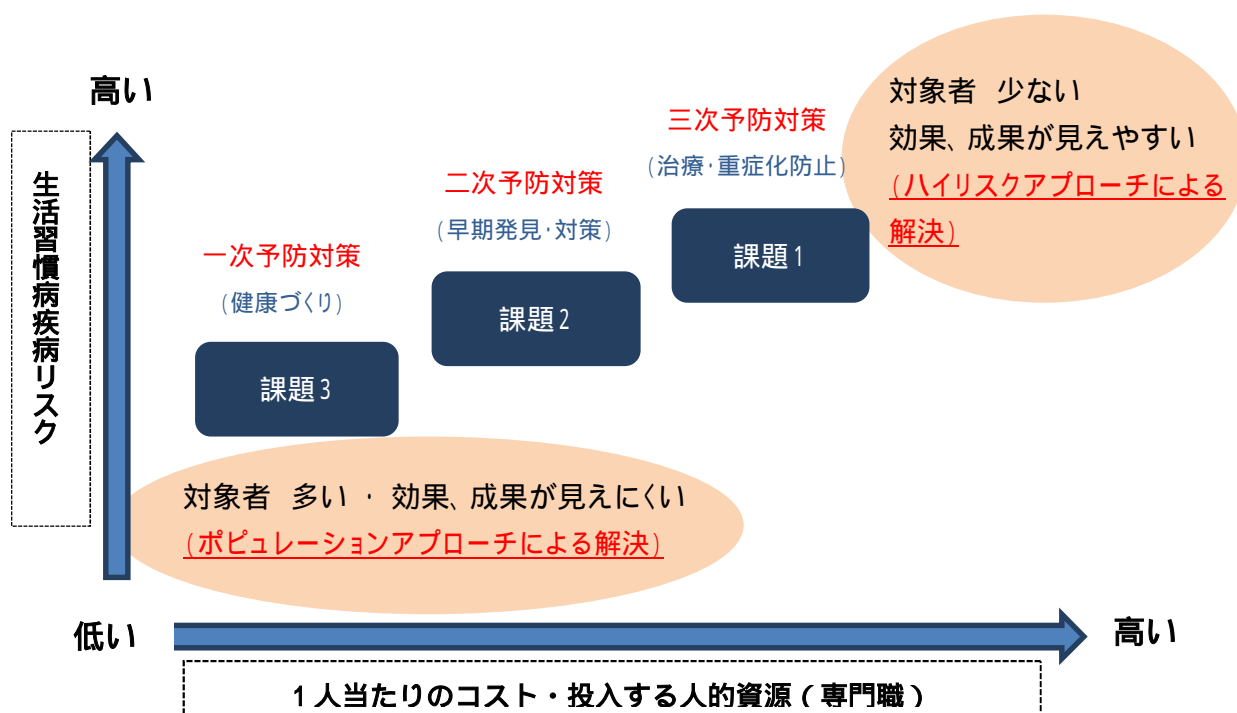 高い
生活習慣病疾病リスク
対象者 少ない
効果、成果が見えやすい
(ハイリスクアプローチによる
解決)
三次予防対策
(治療・重症化防止)
課題1
二次予防対策
(早期発見・対策)
課題2
一次予防対策
(健康づくり)
課題3
対象者 多い ・ 効果、成果が見えにくい
(ポピュレーションアプローチによる解決)
低い
高い
1人当たりのコスト・投入する人的資源(専門職)